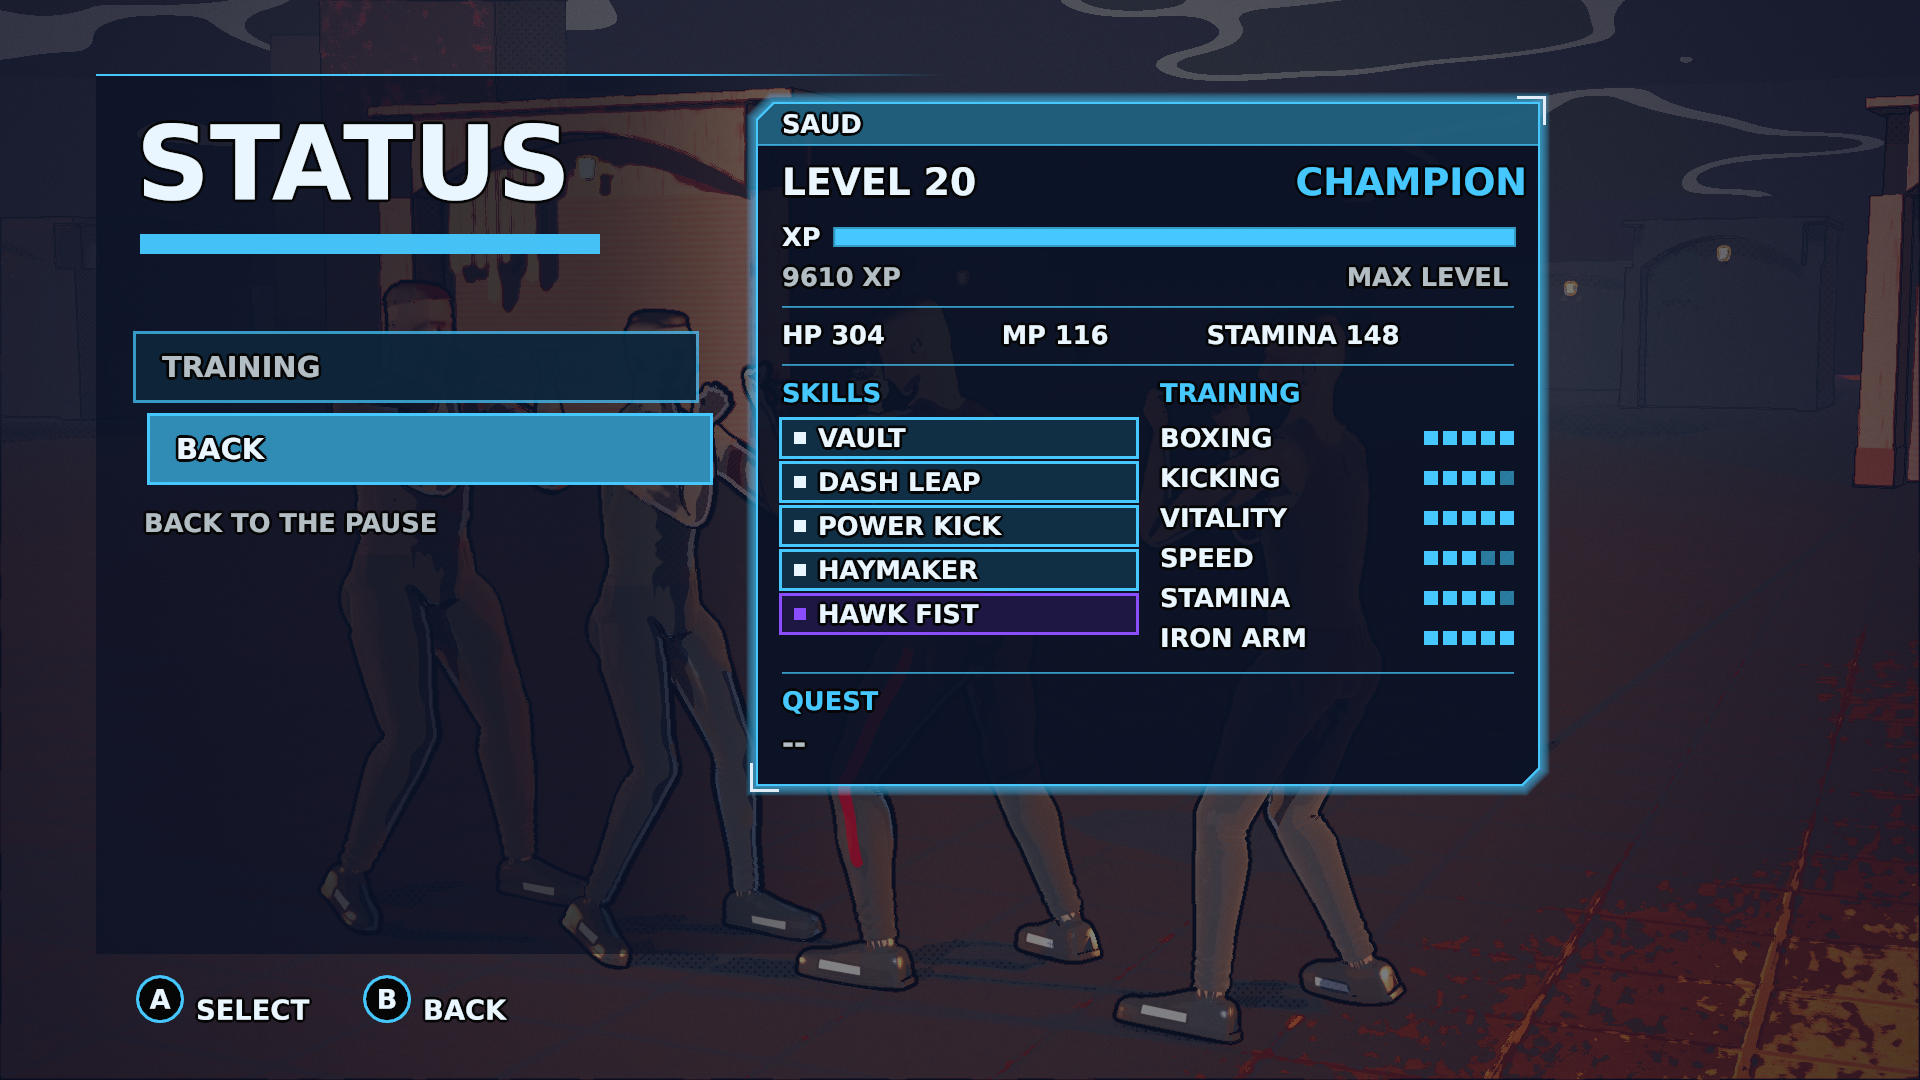 STATUS
TRAINING
BACK
BACK TO THE PAUSE
SAUD
LEVEL 20
CHAMPION
XP
9610 XP
MAX LEVEL
HP 304
MP 116
STAMINA 148
SKILLS
VAULT
DASH LEAP
POWER KICK
HAYMAKER
HAWK FIST
TRAINING
BOXING
KICKING
VITALITY
SPEED
STAMINA
IRON ARM
QUEST
--
A SELECT
B BACK